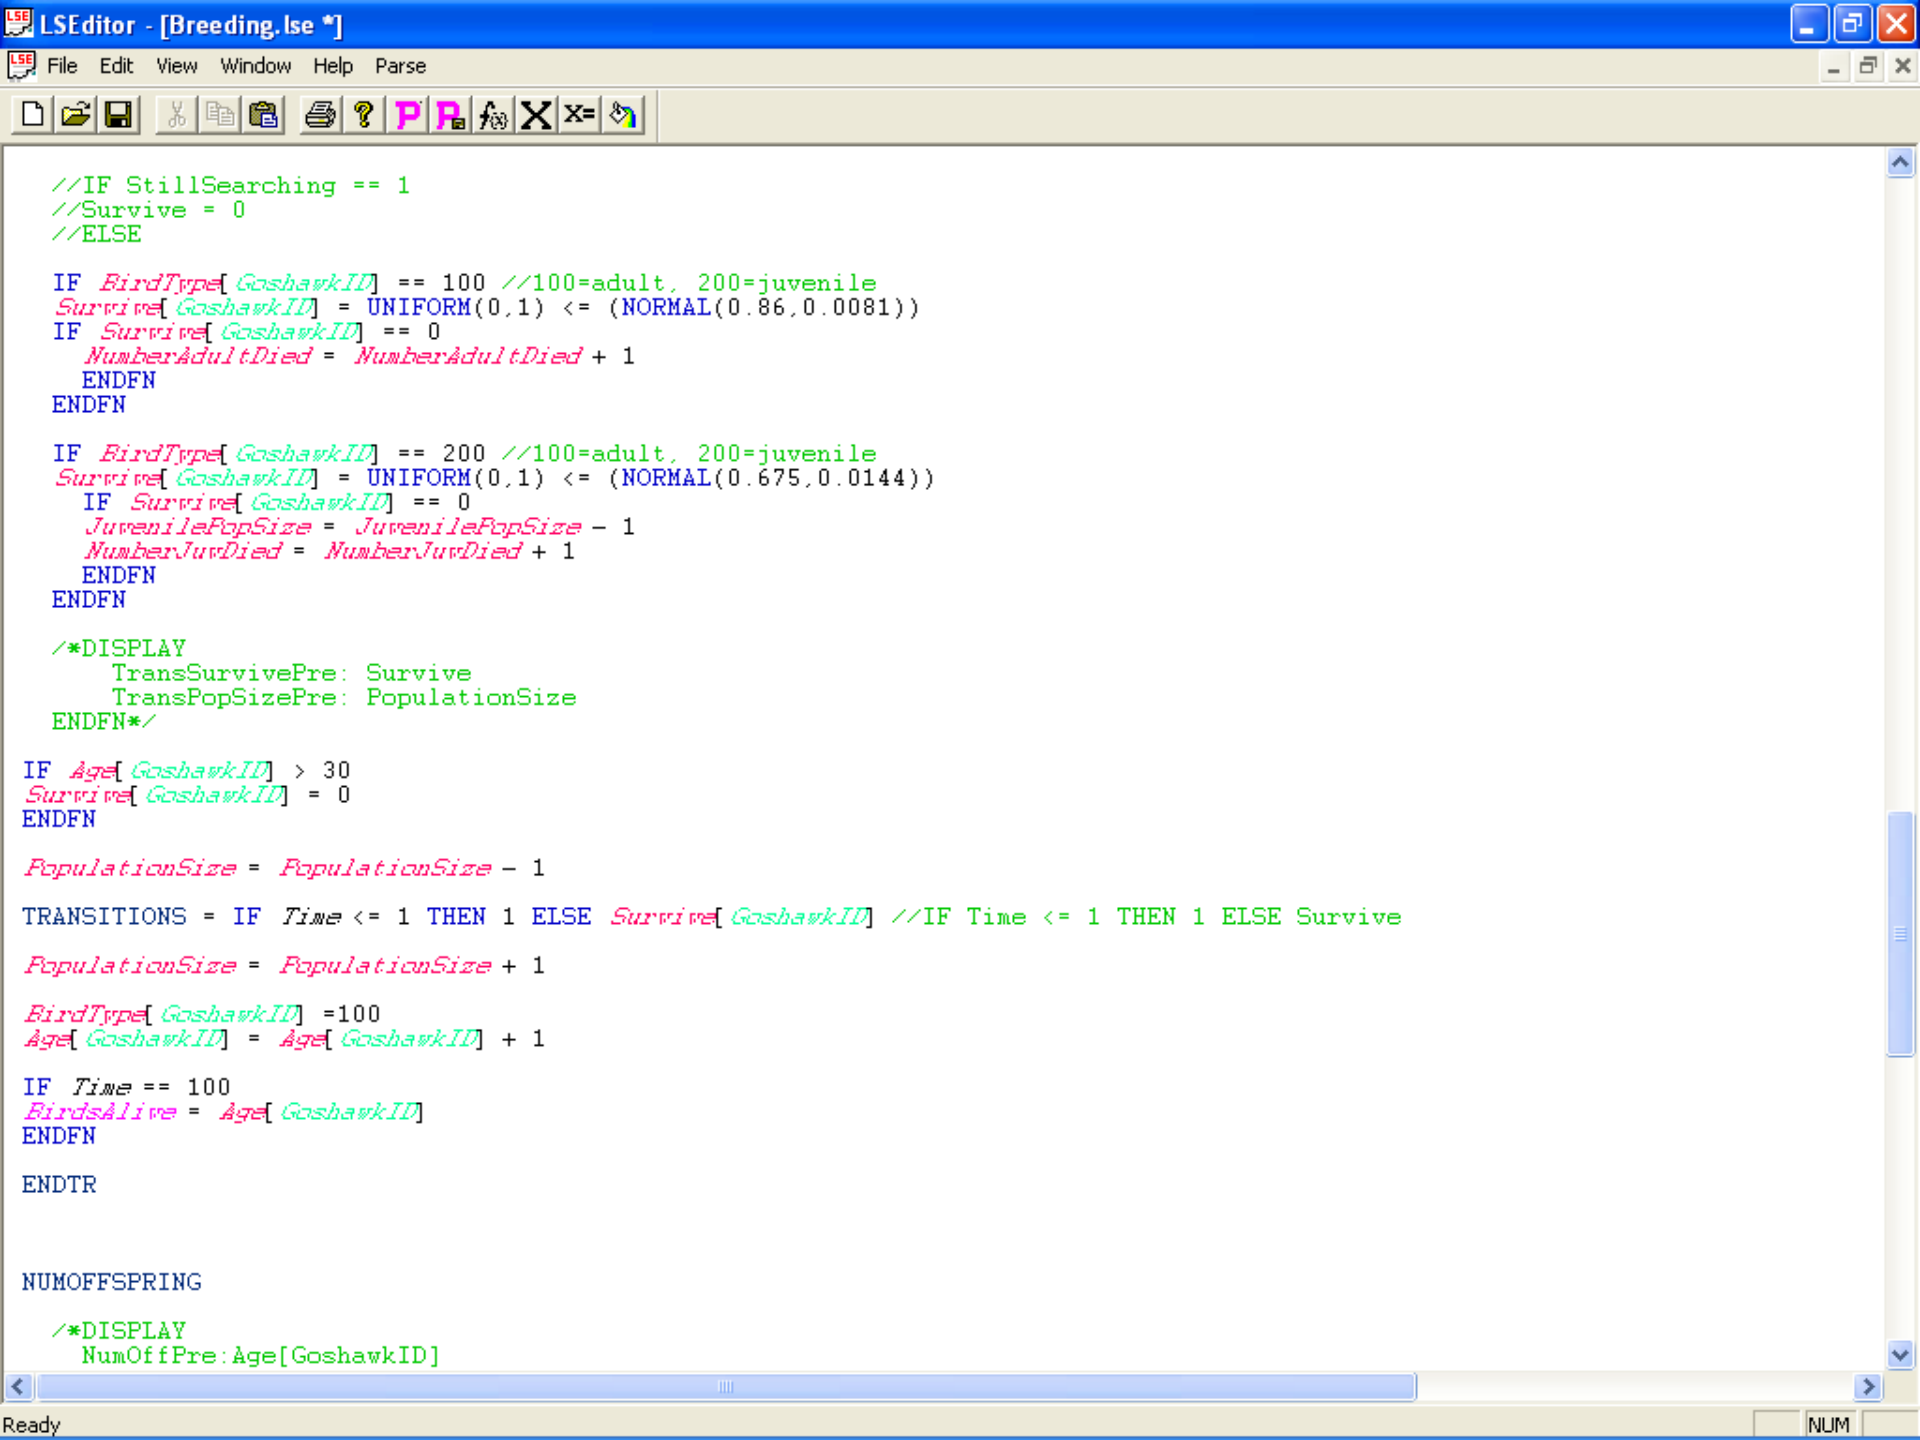 LSEditor - [Breeding.lse *]
File Edit View Window Help Parse
//IF StillSearching == 1
//Survive = 0
//ELSE
IF BirdType[GoshawkID] == 100 //100=adult, 200=juvenile
Survive[GoshawkID] = UNIFORM(0,1) <= (NORMAL(0.86,0.0081))
IF Survive[GoshawkID] == 0
NumberAdultDied = NumberAdultDied + 1
ENDFN
ENDFN
IF BirdType[GoshawkID] == 200 //100=adult, 200=juvenile
Survive[GoshawkID] = UNIFORM(0,1) <= (NORMAL(0.675,0.0144))
IF Survive[GoshawkID] == 0
JuvenilePopSize = JuvenilePopSize - 1
NumberJuvDied = NumberJuvDied + 1
ENDFN
ENDFN
/*DISPLAY
TransSurvivePre: Survive
TransPopSizePre: PopulationSize
ENDFN*/
IF Age[GoshawkID] > 30
Survive[GoshawkID] = 0
ENDFN
PopulationSize = PopulationSize - 1
TRANSITIONS = IF Time <= 1 THEN 1 ELSE Survive[GoshawkID] //IF Time <= 1 THEN 1 ELSE Survive
PopulationSize = PopulationSize + 1
BirdType[GoshawkID] =100
Age[GoshawkID] = Age[GoshawkID] + 1
IF Time == 100
BirdsAlive = Age[GoshawkID]
ENDFN
ENDTR
NUMOFFSPRING
/*DISPLAY
NumOffPre:Age[GoshawkID]
Ready
NUM